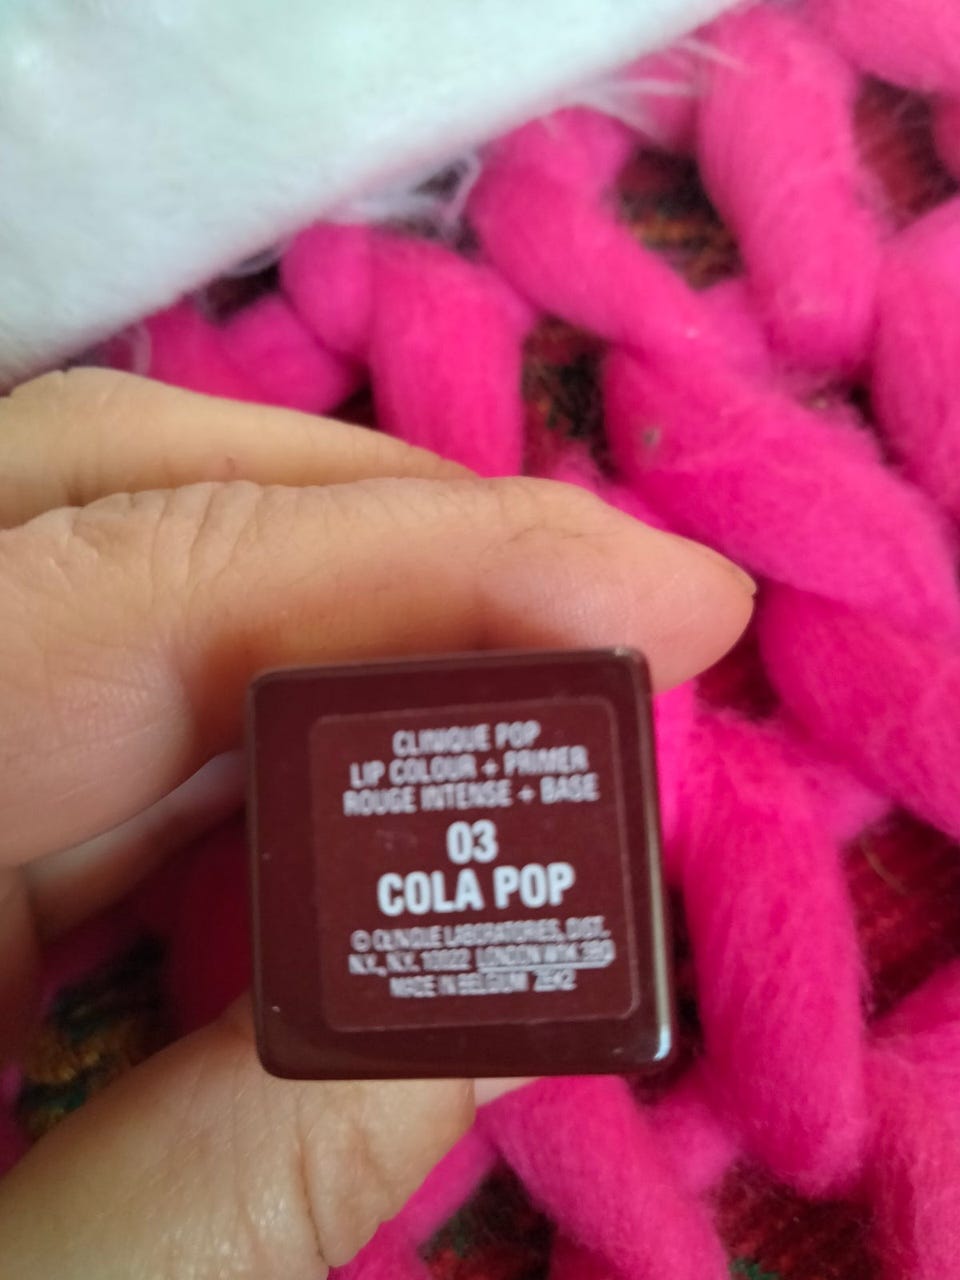 CLINIQUE POP
LIP COLOUR + PRIMER
ROUGE INTENSE + BASE
03
COLA POP
© CLINIQUE LABORATORIES, DIST.
N.Y., N.Y. 10022 LONDON W1K 3BQ
MADE IN BELGIUM